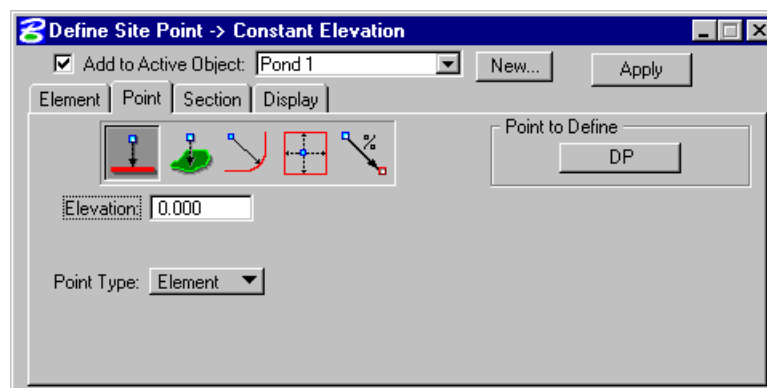 Define Site Point -> Constant Elevation
Add to Active Object: Pond 1 New... Apply
Element Point Section Display
Point to Define
DP
%
Elevation: 0.000
Point Type: Element